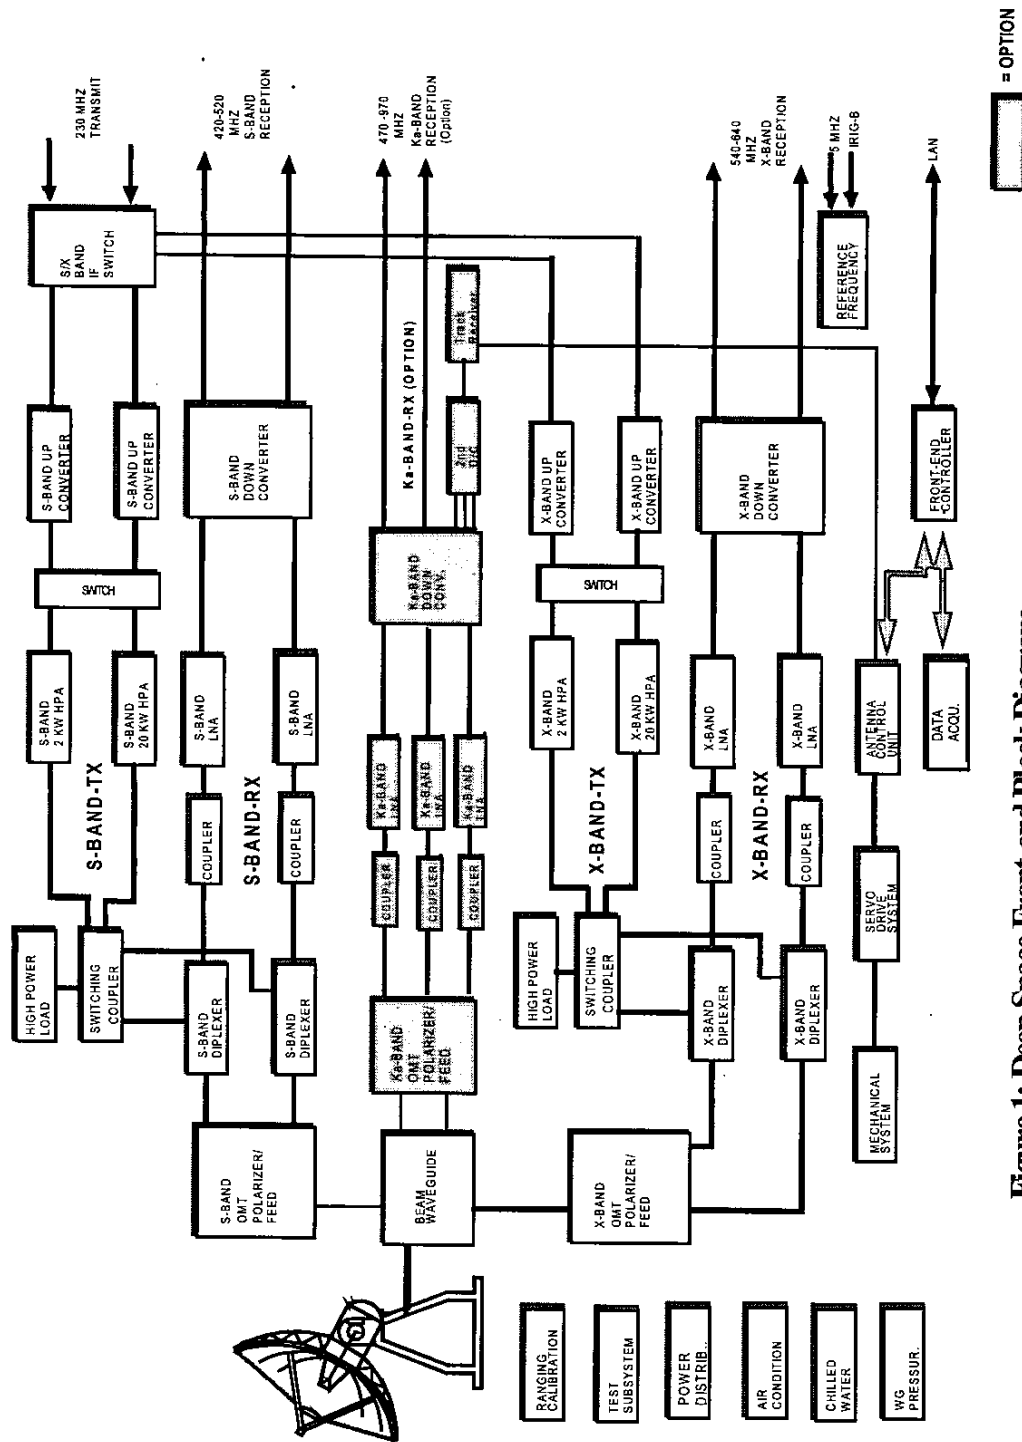 HIGH POWER
LOAD
SWITCHING
COUPLER
S-BAND
2 KW HPA
S-BAND
20 KW HPA
S-BAND-TX
SWITCH
S-BAND UP
CONVERTER
S-BAND UP
CONVERTER
S/X
BAND
IF
SWITCH
230 MHZ
TRANSMIT
S-BAND
OMT
POLARIZER/
FEED
S-BAND
DIPLEXER
S-BAND
DIPLEXER
COUPLER
COUPLER
S-BAND-RX
S-BAND
LNA
S-BAND
LNA
S-BAND
DOWN
CONVERTER
420-520
MHZ
S-BAND
RECEPTION
BEAM
WAVEGUIDE
Ka-BAND
OMT
POLARIZER/
FEED
COUPLER
COUPLER
COUPLER
Ka-BAND
LNA
Ka-BAND
LNA
Ka-BAND
LNA
Ka-BAND
DOWN
CONV.
Ka-BAND-RX (OPTION)
2nd
D/C
Track
Receiver
470-970
MHZ
Ka-BAND
RECEPTION
(Option)
HIGH POWER
LOAD
SWITCHING
COUPLER
X-BAND
2 KW HPA
X-BAND
20 KW HPA
X-BAND-TX
SWITCH
X-BAND UP
CONVERTER
X-BAND UP
CONVERTER
X-BAND
OMT
POLARIZER/
FEED
X-BAND
DIPLEXER
X-BAND
DIPLEXER
COUPLER
COUPLER
X-BAND-RX
X-BAND
LNA
X-BAND
LNA
X-BAND
DOWN
CONVERTER
540-640
MHZ
X-BAND
RECEPTION
REFERENCE
FREQUENCY
5 MHZ
IRIG-B
MECHANICAL
SYSTEM
SERVO
DRIVE
SYSTEM
ANTENNA
CONTROL
UNIT
DATA
ACQU.
FRONT-END
CONTROLLER
LAN
RANGING
CALIBRATION
TEST
SUBSYSTEM
POWER
DISTRIB..
AIR
CONDITION
CHILLED
WATER
WG
PRESSUR.
= OPTION
Figure 1: Deep Space Front-end Block Diagram